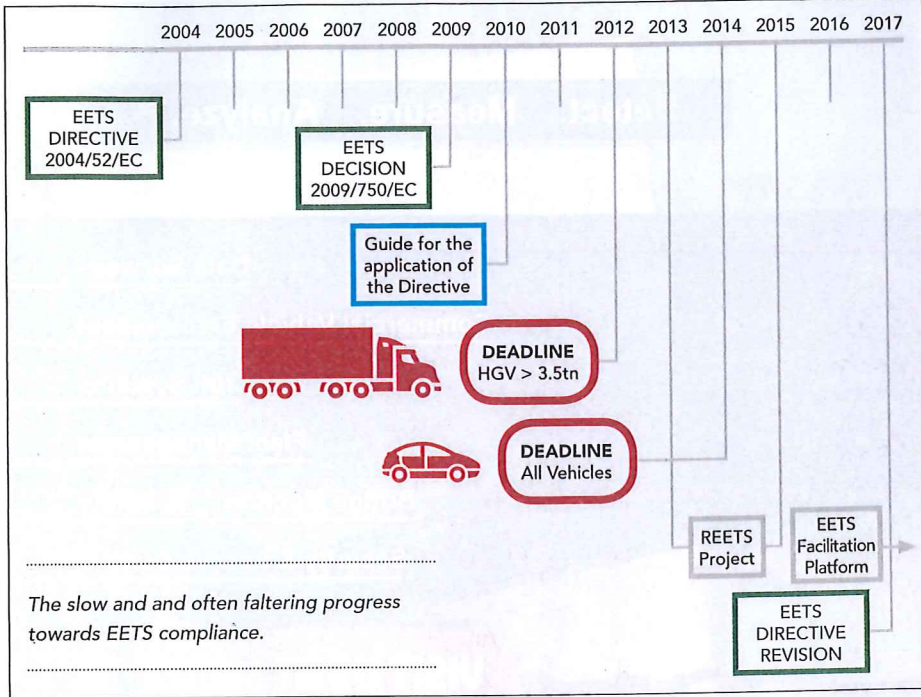 2004 2005 2006 2007 2008 2009 2010 2011 2012 2013 2014 2015 2016 2017
EETS
DIRECTIVE
2004/52/EC
EETS
DECISION
2009/750/EC
Guide for the
application of
the Directive
DEADLINE
HGV > 3.5tn
DEADLINE
All Vehicles
REETS
Project
EETS
Facilitation
Platform
EETS
DIRECTIVE
REVISION
The slow and and often faltering progress
towards EETS compliance.